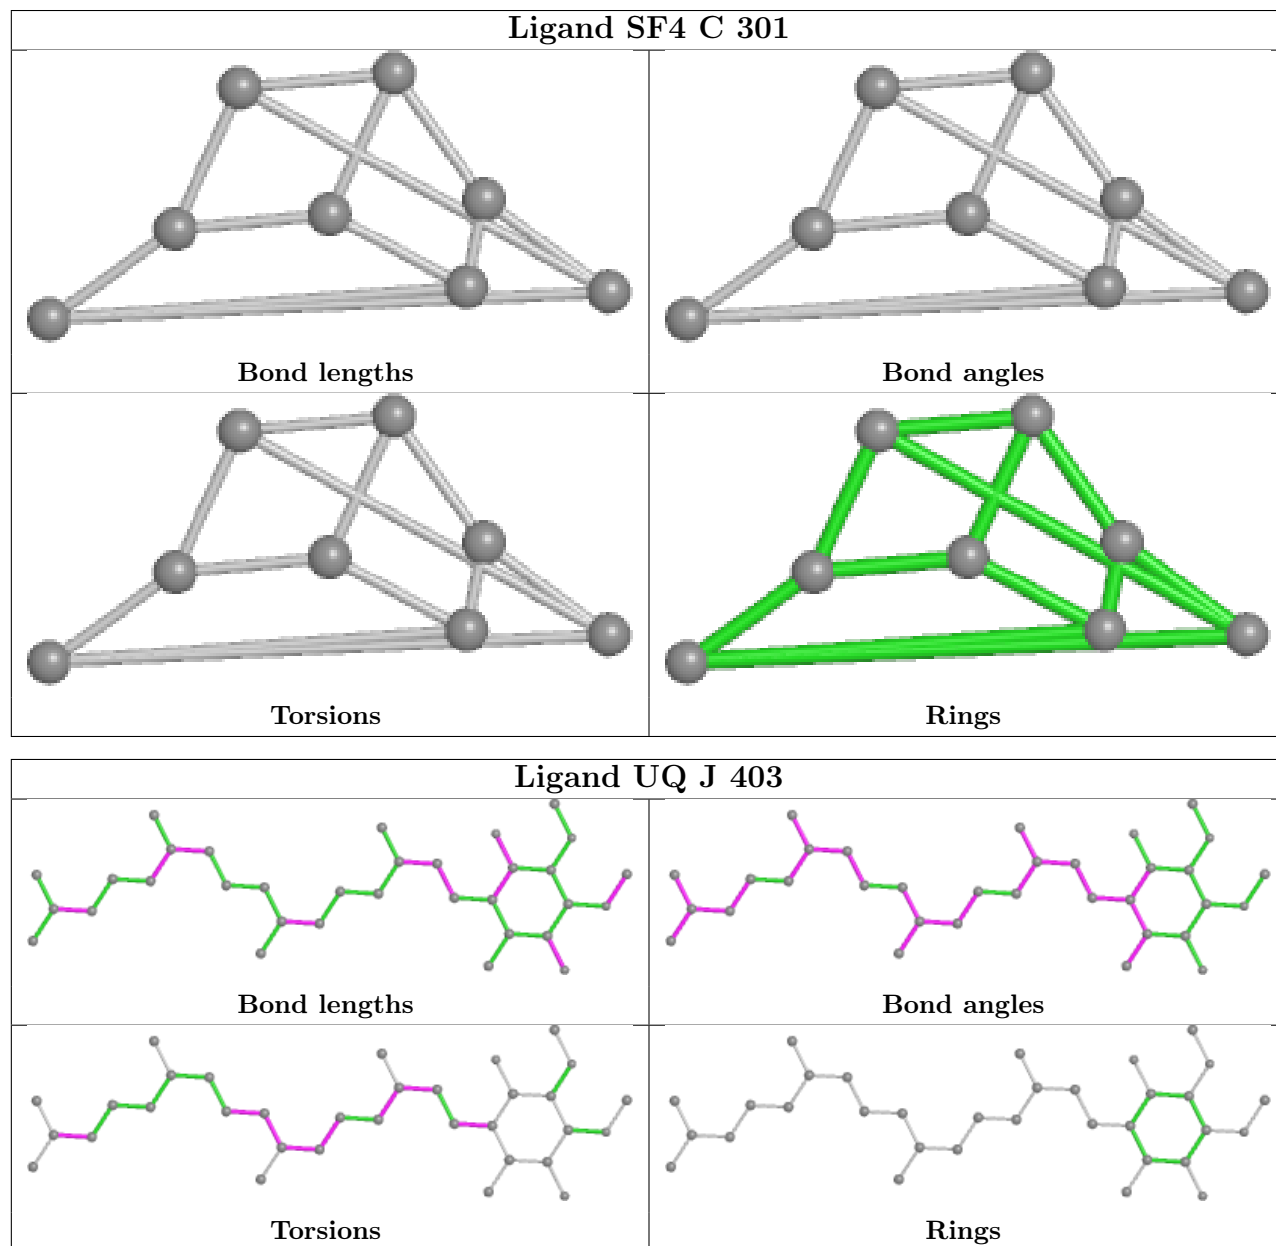 Ligand SF4 C 301
Bond lengths
Bond angles
Torsions
Rings
Ligand UQ J 403
Bond lengths
Bond angles
Torsions
Rings